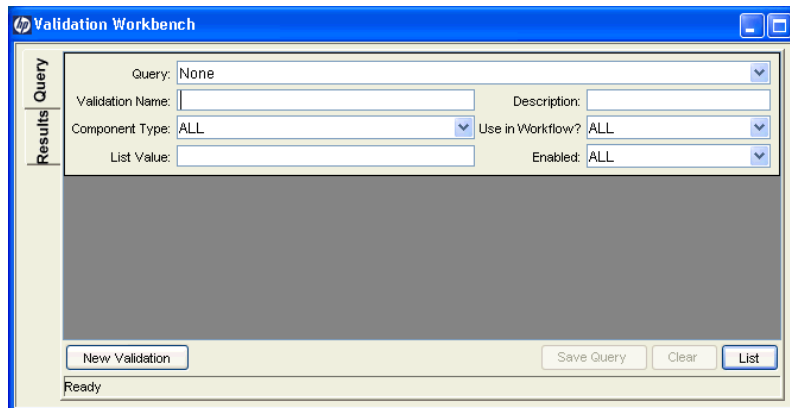 hp Validation Workbench
Query
Results
Query: None
Validation Name: Description:
Component Type: ALL Use in Workflow? ALL
List Value: Enabled: ALL
New Validation Save Query Clear List
Ready